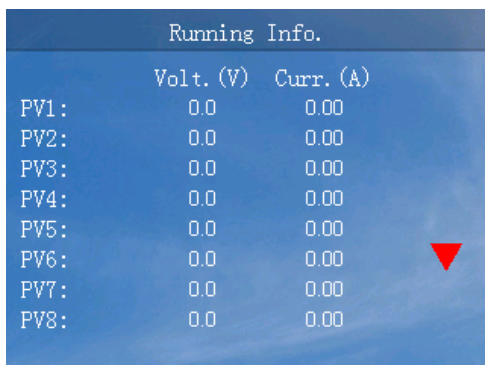 Running Info.
Volt.(V) Curr.(A)
PV1: 0.0 0.00
PV2: 0.0 0.00
PV3: 0.0 0.00
PV4: 0.0 0.00
PV5: 0.0 0.00
PV6: 0.0 0.00
PV7: 0.0 0.00
PV8: 0.0 0.00